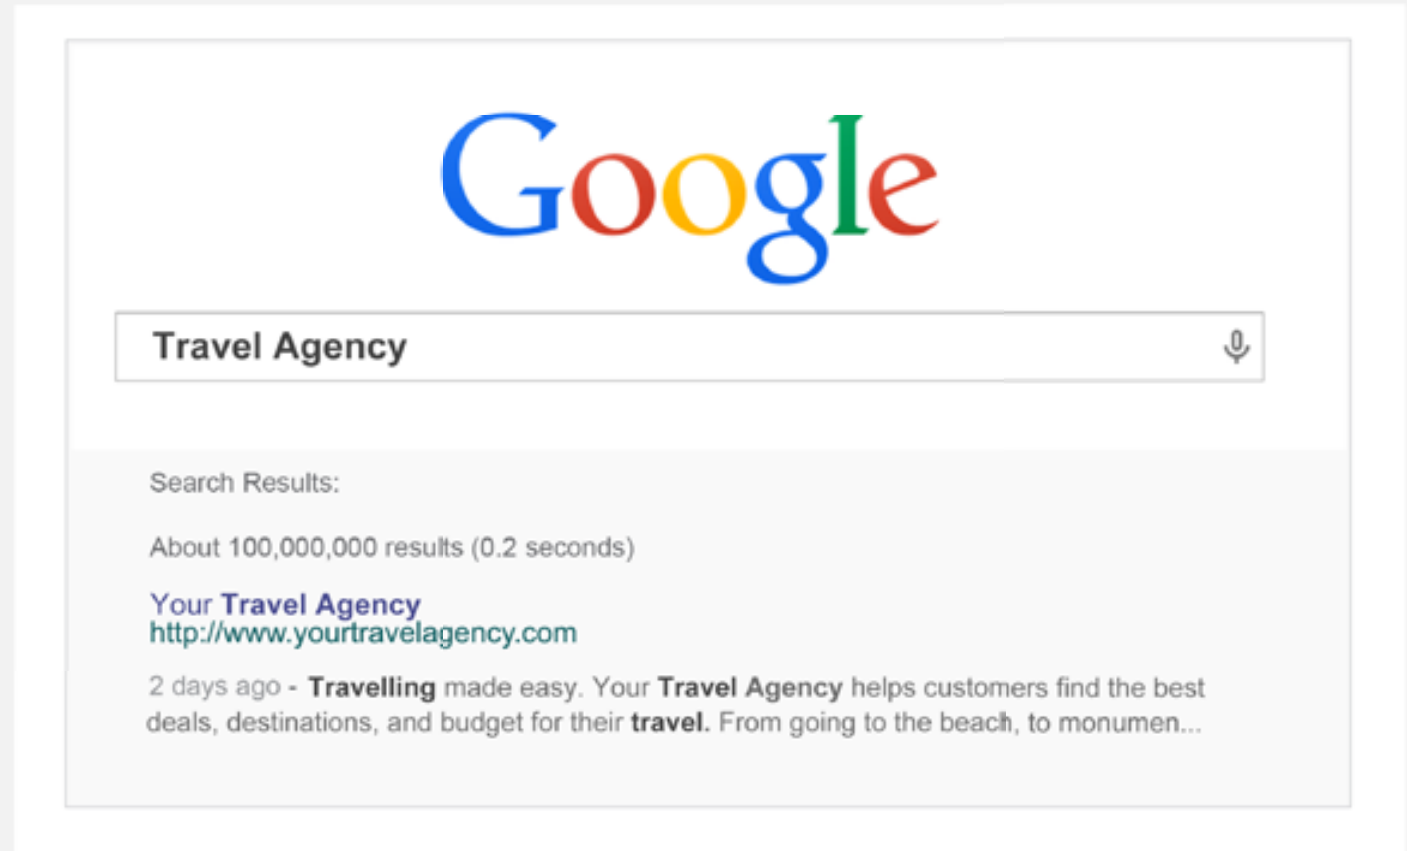 Google
Travel Agency
Search Results:
About 100,000,000 results (0.2 seconds)
Your Travel Agency
http://www.yourtravelagency.com
2 days ago - Travelling made easy. Your Travel Agency helps customers find the best
deals, destinations, and budget for their travel. From going to the beach, to monumen...